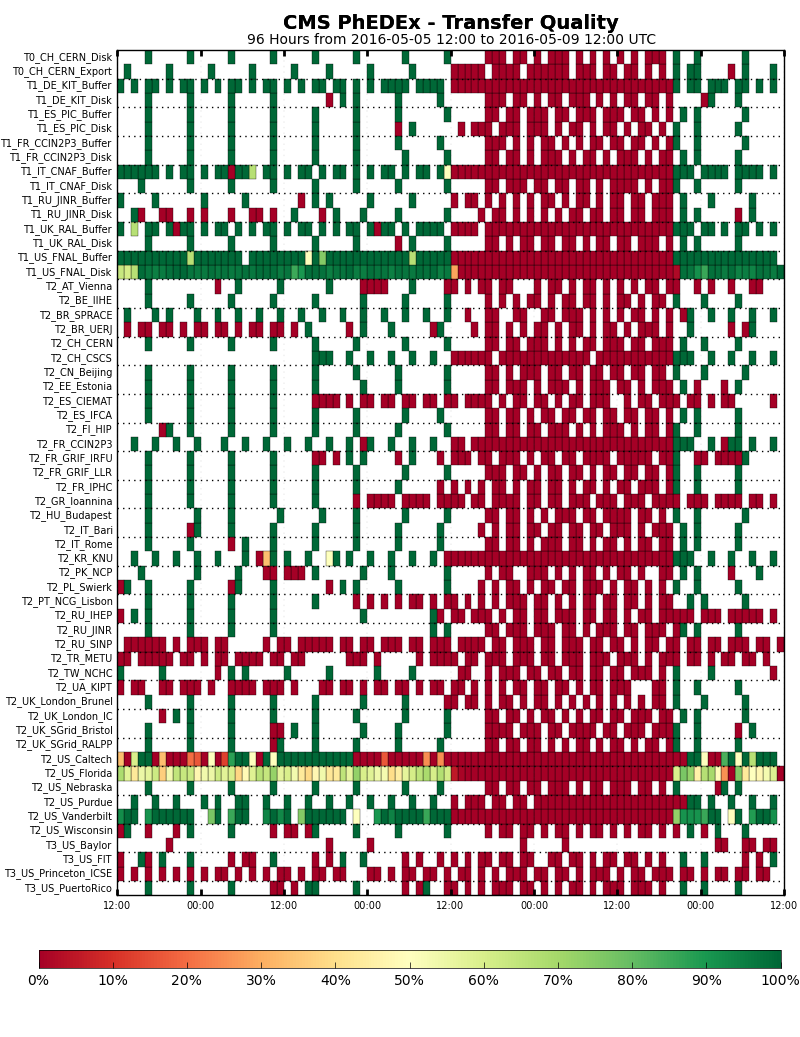 CMS PhEDEx - Transfer Quality
96 Hours from 2016-05-05 12:00 to 2016-05-09 12:00 UTC
T0_CH_CERN_Disk
T0_CH_CERN_Export
T1_DE_KIT_Buffer
T1_DE_KIT_Disk
T1_ES_PIC_Buffer
T1_ES_PIC_Disk
T1_FR_CCIN2P3_Buffer
T1_FR_CCIN2P3_Disk
T1_IT_CNAF_Buffer
T1_IT_CNAF_Disk
T1_RU_JINR_Buffer
T1_RU_JINR_Disk
T1_UK_RAL_Buffer
T1_UK_RAL_Disk
T1_US_FNAL_Buffer
T1_US_FNAL_Disk
T2_AT_Vienna
T2_BE_IIHE
T2_BR_SPRACE
T2_BR_UERJ
T2_CH_CERN
T2_CH_CSCS
T2_CN_Beijing
T2_EE_Estonia
T2_ES_CIEMAT
T2_ES_IFCA
T2_FI_HIP
T2_FR_CCIN2P3
T2_FR_GRIF_IRFU
T2_FR_GRIF_LLR
T2_FR_IPHC
T2_GR_Ioannina
T2_HU_Budapest
T2_IT_Bari
T2_IT_Rome
T2_KR_KNU
T2_PK_NCP
T2_PL_Swierk
T2_PT_NCG_Lisbon
T2_RU_IHEP
T2_RU_JINR
T2_RU_SINP
T2_TR_METU
T2_TW_NCHC
T2_UA_KIPT
T2_UK_London_Brunel
T2_UK_London_IC
T2_UK_SGrid_Bristol
T2_UK_SGrid_RALPP
T2_US_Caltech
T2_US_Florida
T2_US_Nebraska
T2_US_Purdue
T2_US_Vanderbilt
T2_US_Wisconsin
T3_US_Baylor
T3_US_FIT
T3_US_Princeton_ICSE
T3_US_PuertoRico
12:00 00:00 12:00 00:00 12:00 00:00 12:00 00:00 12:00
0% 10% 20% 30% 40% 50% 60% 70% 80% 90% 100%